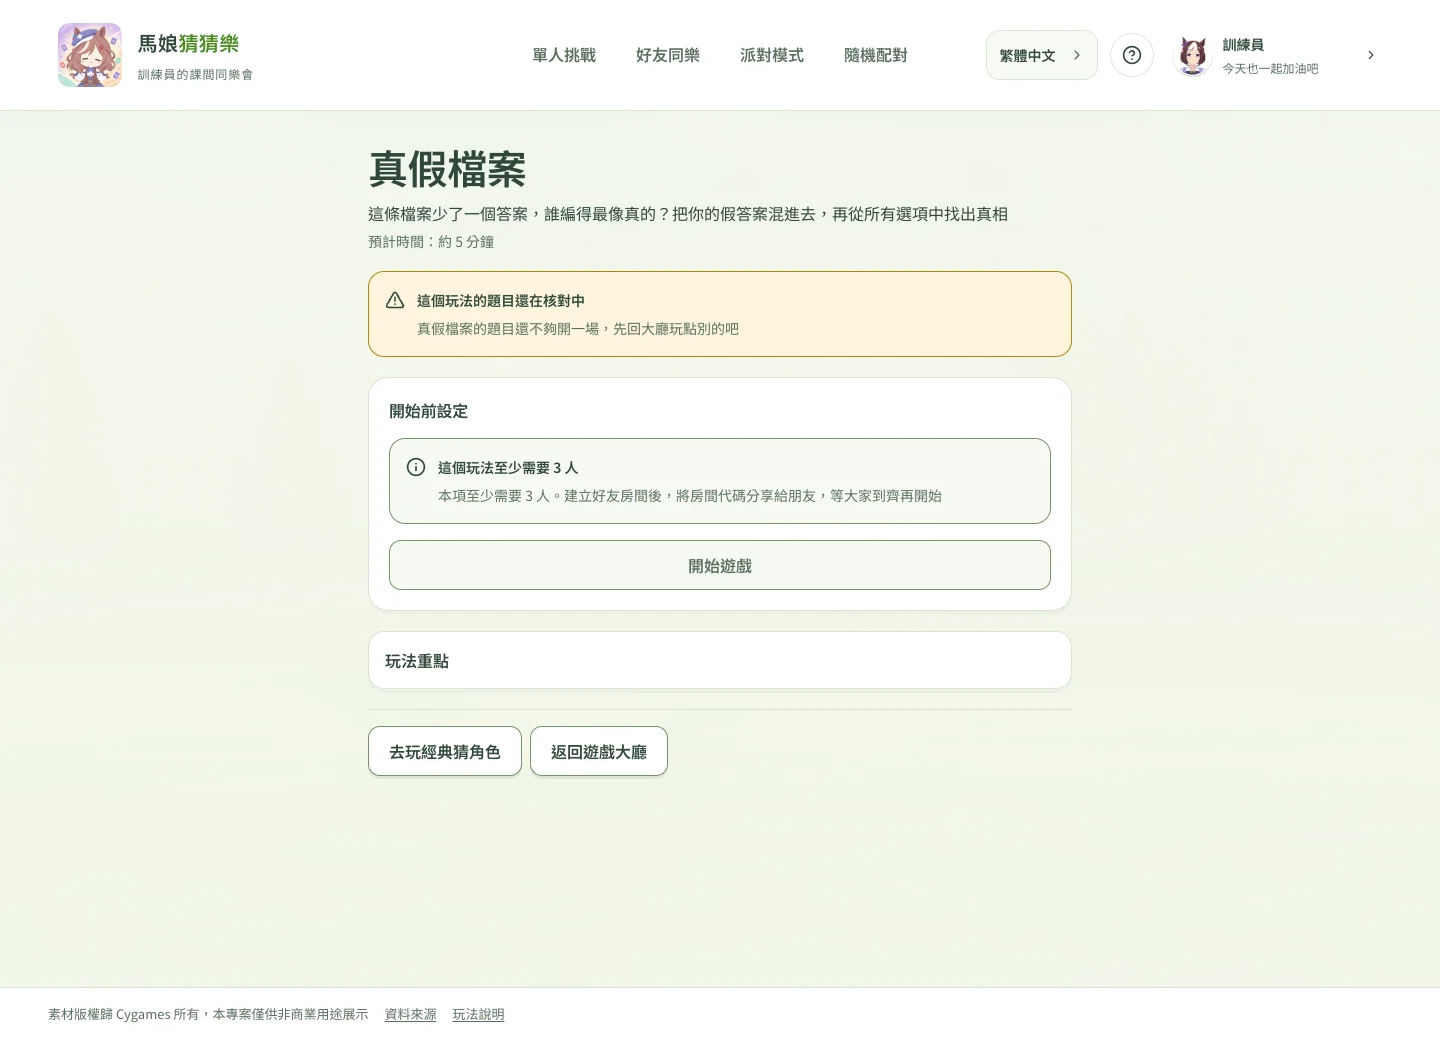 馬娘猜猜樂
訓練員的課間同樂會
單人挑戰
好友同樂
派對模式
隨機配對
繁體中文
訓練員
今天也一起加油吧
真假檔案
這條檔案少了一個答案，誰編得最像真的？把你的假答案混進去，再從所有選項中找出真相
預計時間：約 5 分鐘
這個玩法的題目還在核對中
真假檔案的題目還不夠開一場，先回大廳玩點別的吧
開始前設定
這個玩法至少需要 3 人
本項至少需要 3 人。建立好友房間後，將房間代碼分享給朋友，等大家到齊再開始
開始遊戲
玩法重點
去玩經典猜角色
返回遊戲大廳
素材版權歸 Cygames 所有，本專案僅供非商業用途展示
資料來源
玩法說明